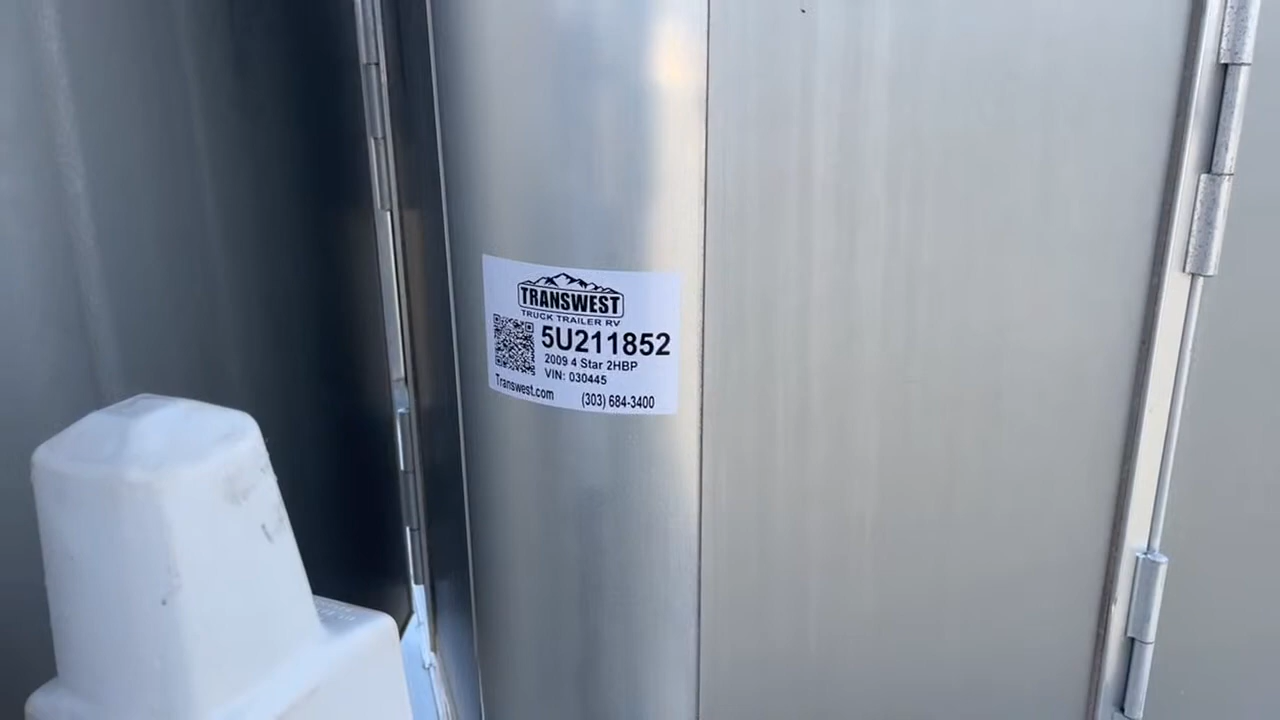 TRANSWEST
TRUCK TRAILER RV
5U211852
2009 4 Star 2HBP
VIN: 030445
Transwest.com (303) 684-3400